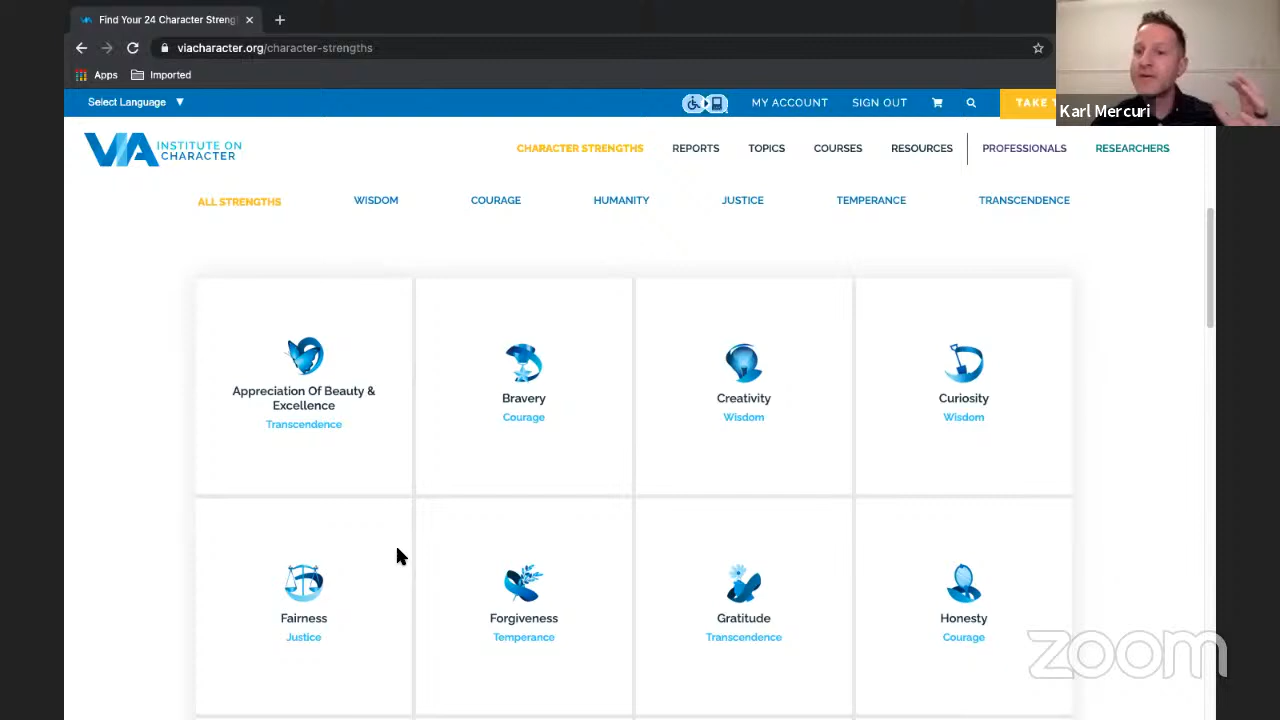 Find Your 24 Character Streng
viacharacter.org/character-strengths
Apps
Imported
Karl Mercuri
Select Language
MY ACCOUNT
SIGN OUT
TAKE
VIA INSTITUTE ON
CHARACTER
CHARACTER STRENGTHS
REPORTS
TOPICS
COURSES
RESOURCES
PROFESSIONALS
RESEARCHERS
ALL STRENGTHS
WISDOM
COURAGE
HUMANITY
JUSTICE
TEMPERANCE
TRANSCENDENCE
Appreciation Of Beauty &
Excellence
Transcendence
Bravery
Courage
Creativity
Wisdom
Curiosity
Wisdom
Fairness
Justice
Forgiveness
Temperance
Gratitude
Transcendence
Honesty
Courage
zoom